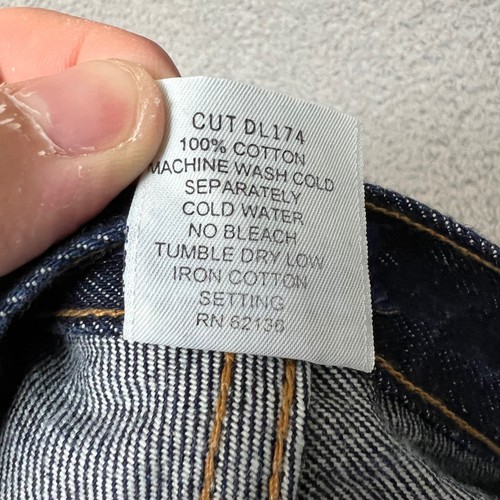 CUT DL174
100% COTTON
MACHINE WASH COLD
SEPARATELY
COLD WATER
NO BLEACH
TUMBLE DRY LOW
IRON COTTON
SETTING
RN 62136